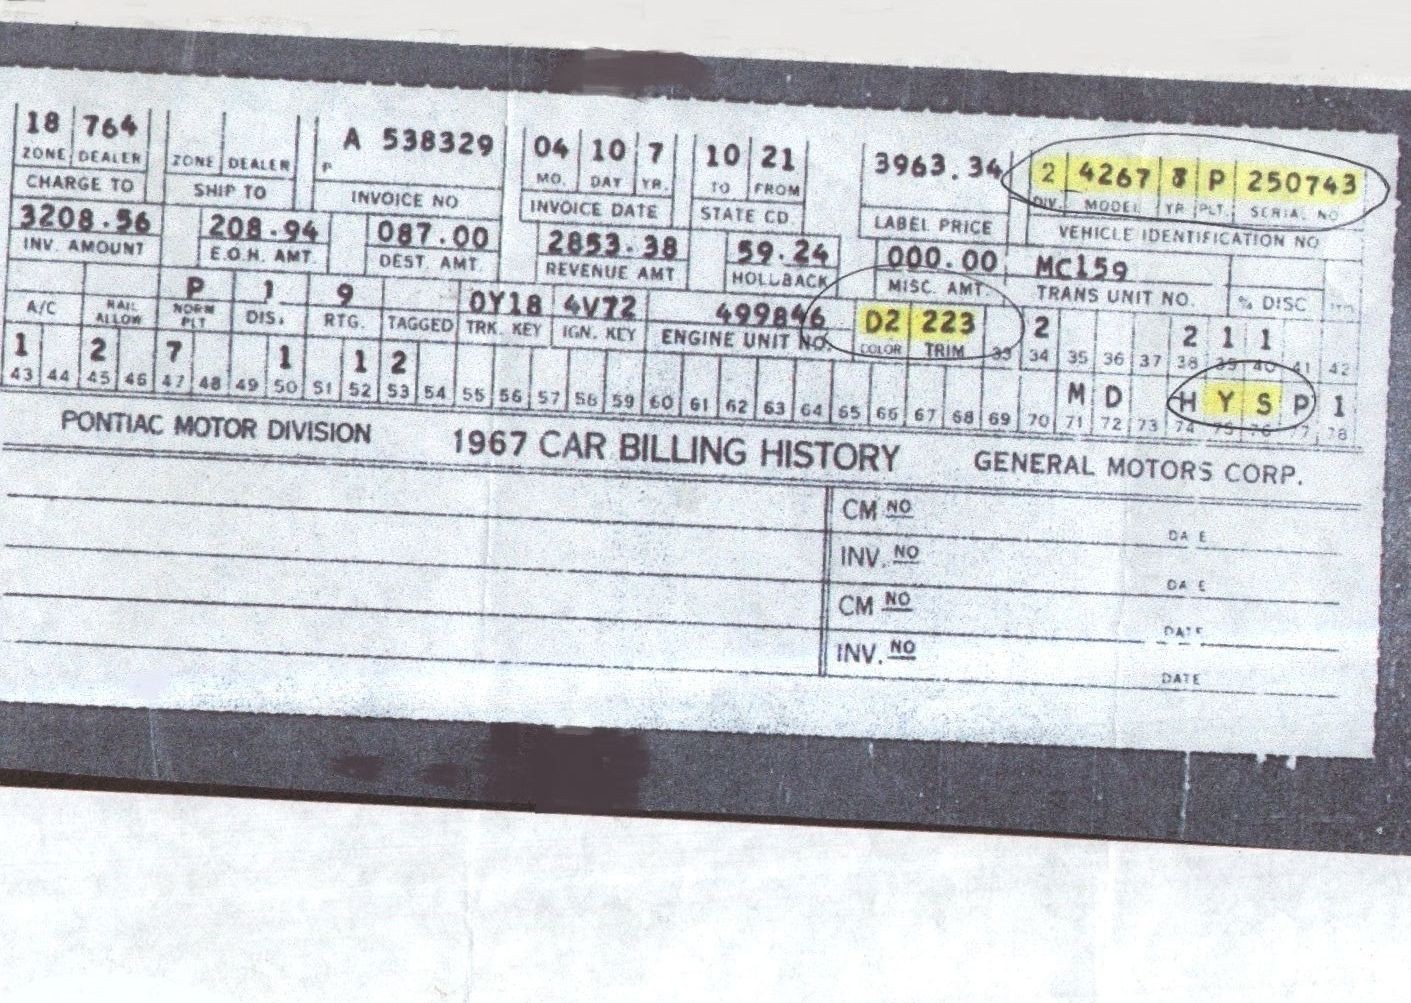 18 764 A 538329 04 10 7 10 21 3963.34 2 4267 P 250743
ZONE DEALER ZONE DEALER P MO. DAY YR. TO FROM DIV. MODEL YR PLT. SERIAL NO
CHARGE TO SHIP TO INVOICE NO INVOICE DATE STATE CD. LABEL PRICE VEHICLE IDENTIFICATION NO
3208.56 208.94 087.00 2853.38 59.24 000.00 MC159
INV. AMOUNT E.O.H. AMT. DEST. AMT. REVENUE AMT HOLLBACK MISC. AMT. TRANS UNIT NO. % DISC
P 1 9 0Y18 4V72 499846 D2 223 2 2 1 1
A/C RAIL ALLOW NORM PLT DIS. RTG. TAGGED TRK. KEY IGN. KEY ENGINE UNIT NO. COLOR TRIM 33 34 35 36 37 38 39 40 41 42
1 2 7 1 1 2 M D H Y S P 1
43 44 45 46 47 48 49 50 51 52 53 54 55 56 57 58 59 60 61 62 63 64 65 66 67 68 69 70 71 72 73 74 75 76 77 78
PONTIAC MOTOR DIVISION 1967 CAR BILLING HISTORY GENERAL MOTORS CORP.
CM NO DATE
INV. NO DATE
CM NO DATE
INV. NO DATE